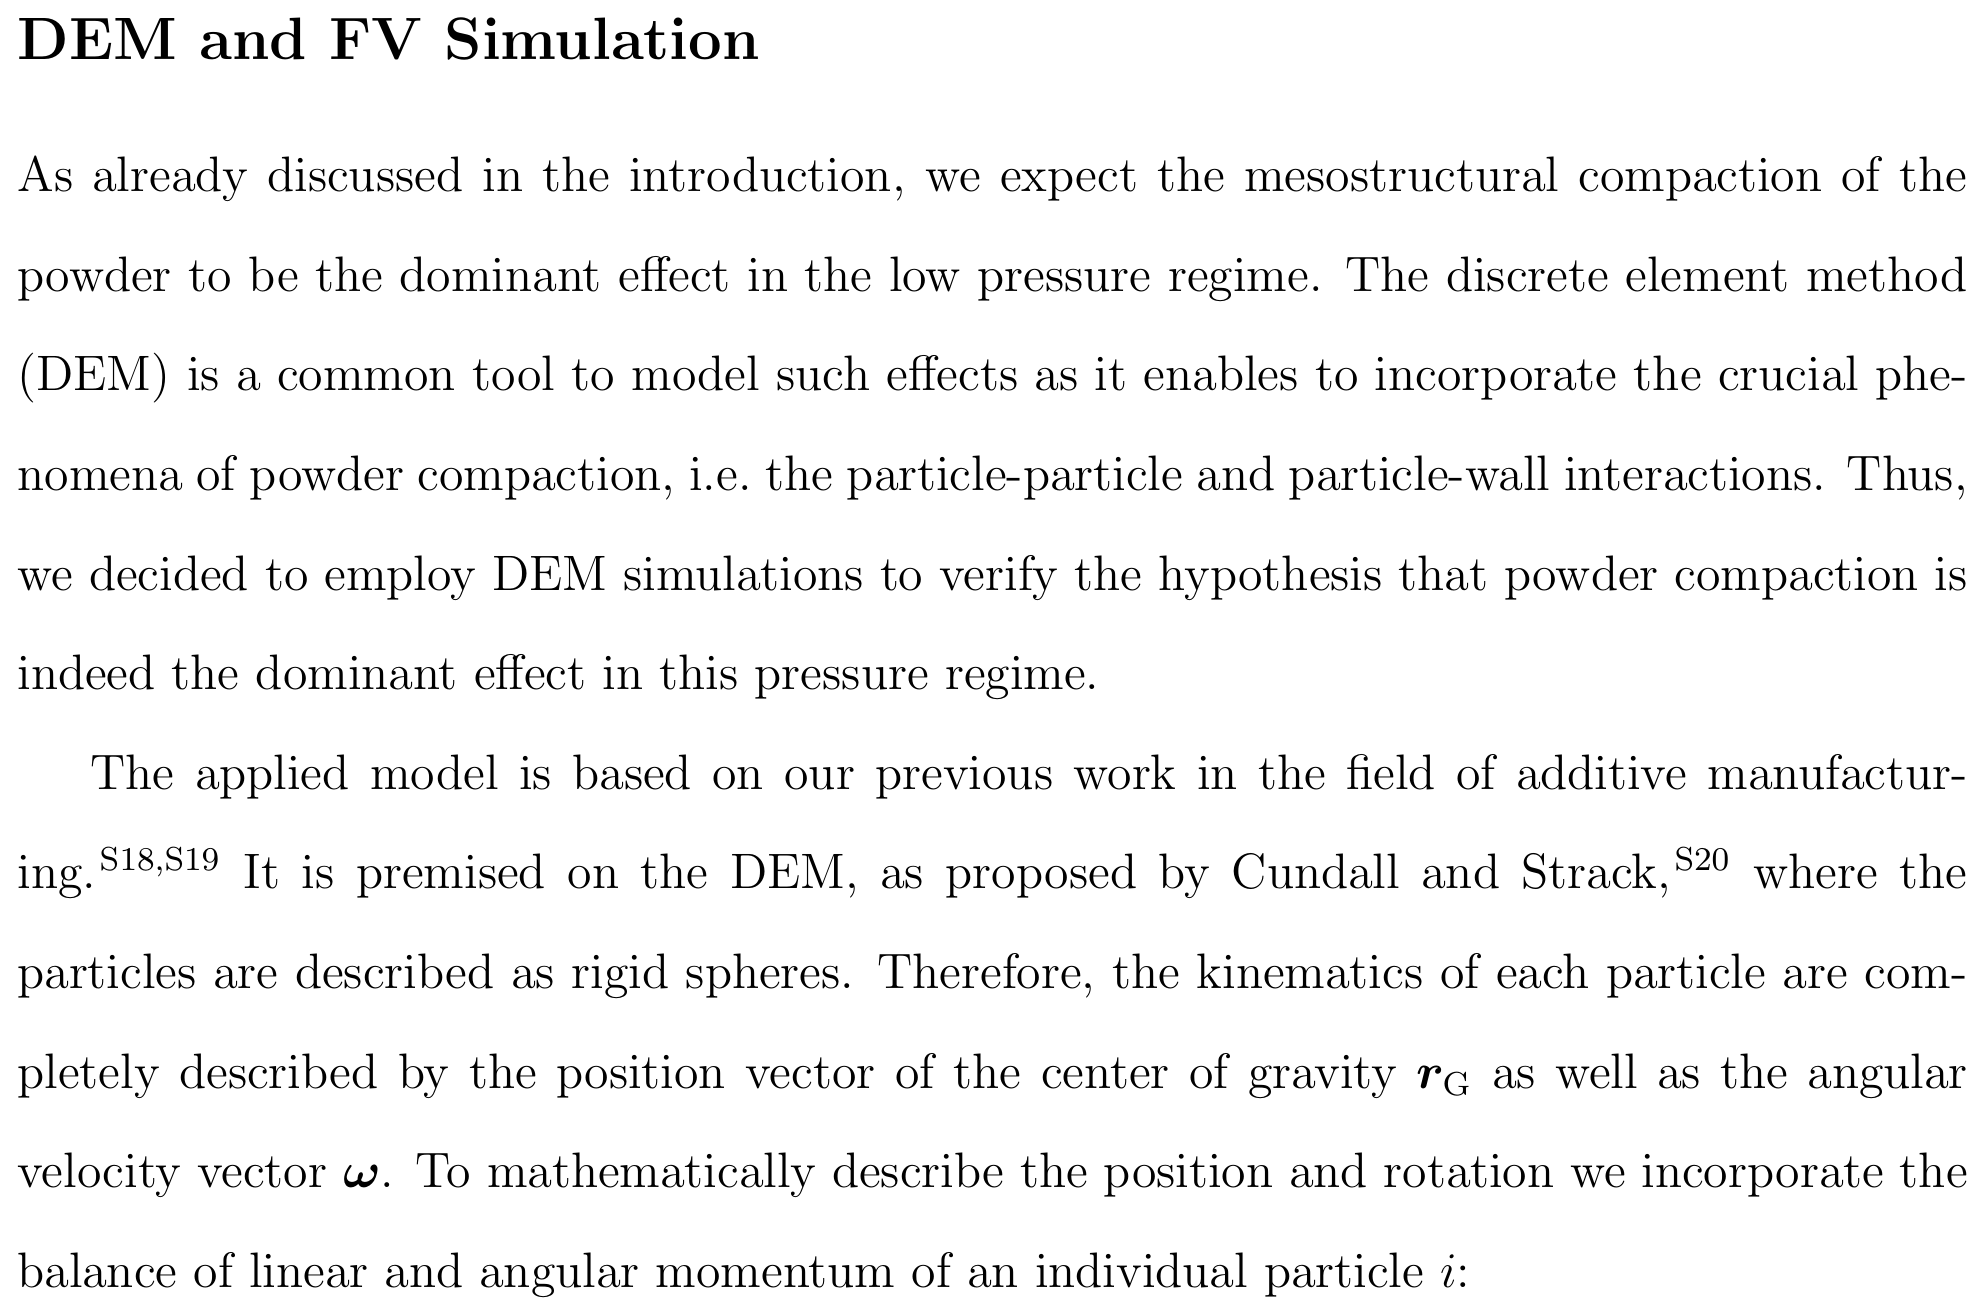 DEM and FV Simulation
As already discussed in the introduction, we expect the mesostructural compaction of the
powder to be the dominant effect in the low pressure regime. The discrete element method
(DEM) is a common tool to model such effects as it enables to incorporate the crucial phe-
nomena of powder compaction, i.e. the particle-particle and particle-wall interactions. Thus,
we decided to employ DEM simulations to verify the hypothesis that powder compaction is
indeed the dominant effect in this pressure regime.
The applied model is based on our previous work in the field of additive manufactur-
ing.S18,S19 It is premised on the DEM, as proposed by Cundall and Strack,S20 where the
particles are described as rigid spheres. Therefore, the kinematics of each particle are com-
pletely described by the position vector of the center of gravity rG as well as the angular
velocity vector ω. To mathematically describe the position and rotation we incorporate the
balance of linear and angular momentum of an individual particle i: